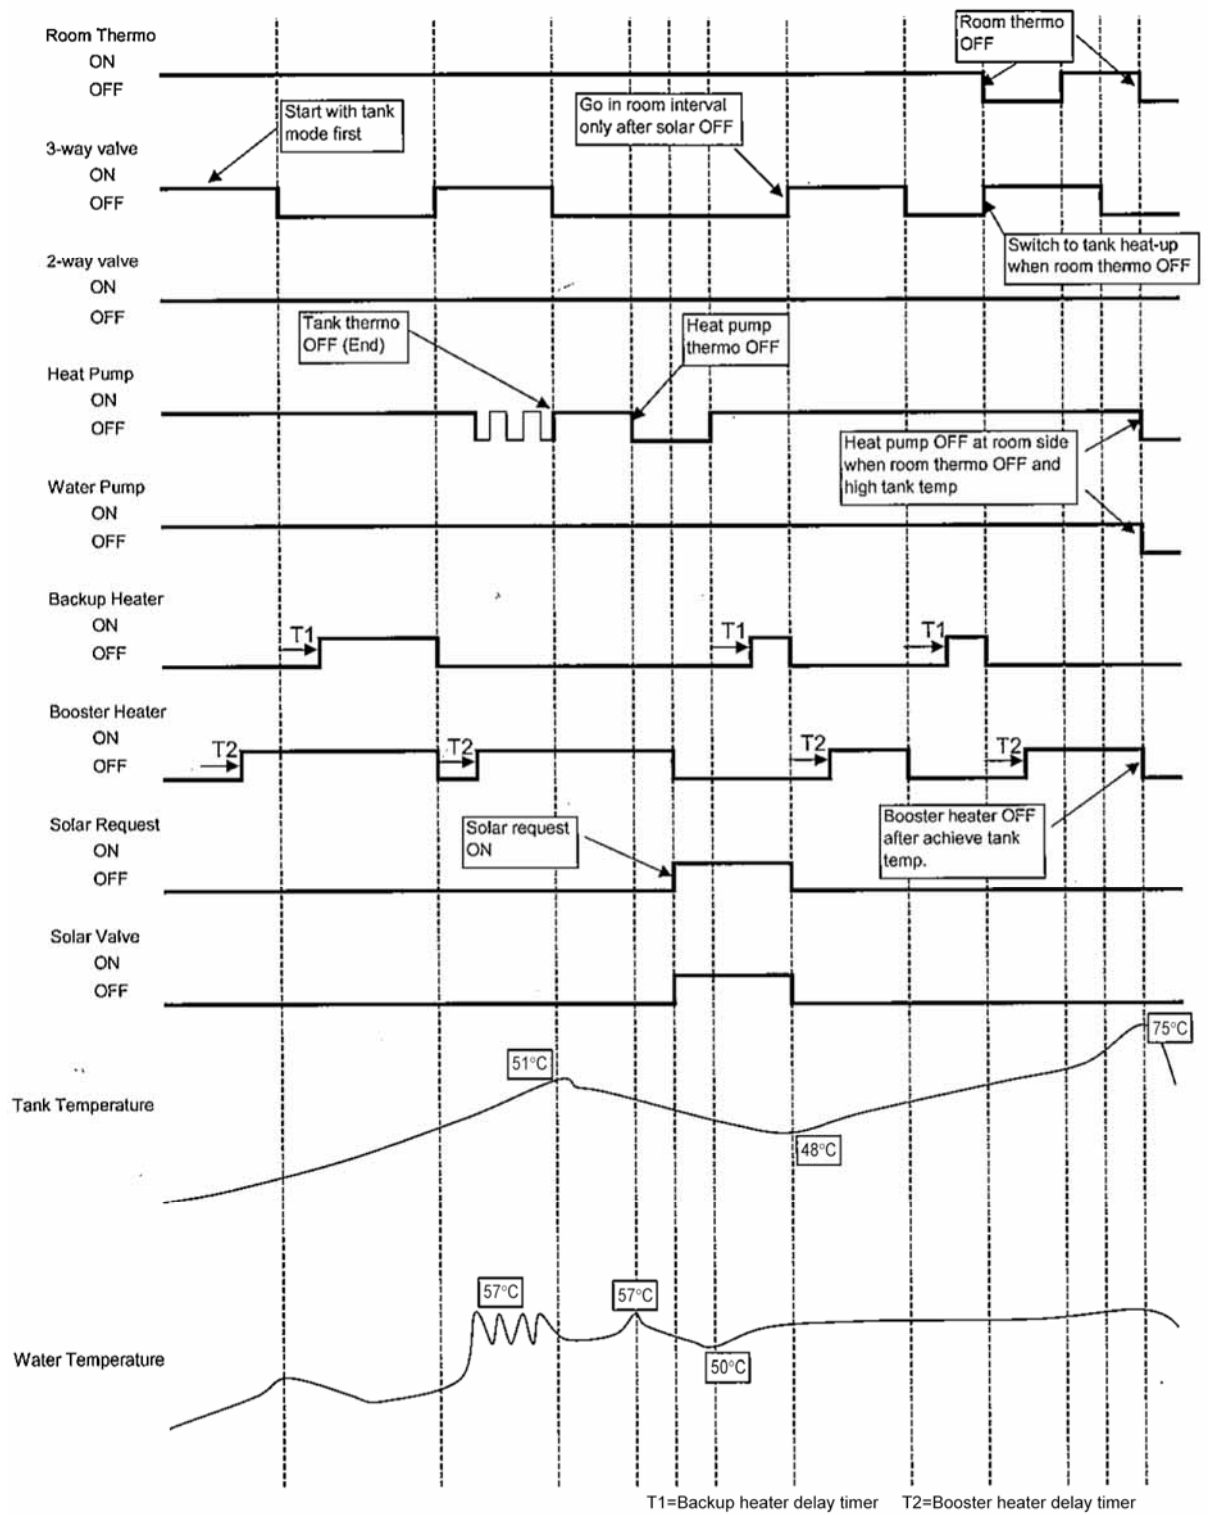 Room Thermo
ON
OFF
Room thermo
OFF
Start with tank
mode first
Go in room interval
only after solar OFF
3-way valve
ON
OFF
Switch to tank heat-up
when room thermo OFF
2-way valve
ON
OFF
Tank thermo
OFF (End)
Heat pump
thermo OFF
Heat Pump
ON
OFF
Heat pump OFF at room side
when room thermo OFF and
high tank temp
Water Pump
ON
OFF
Backup Heater
ON
OFF
T1
T1
T1
Booster Heater
ON
OFF
T2
T2
T2
T2
Booster heater OFF
after achieve tank
temp.
Solar Request
ON
OFF
Solar request
ON
Solar Valve
ON
OFF
75°C
51°C
Tank Temperature
48°C
57°C
57°C
Water Temperature
50°C
T1=Backup heater delay timer T2=Booster heater delay timer